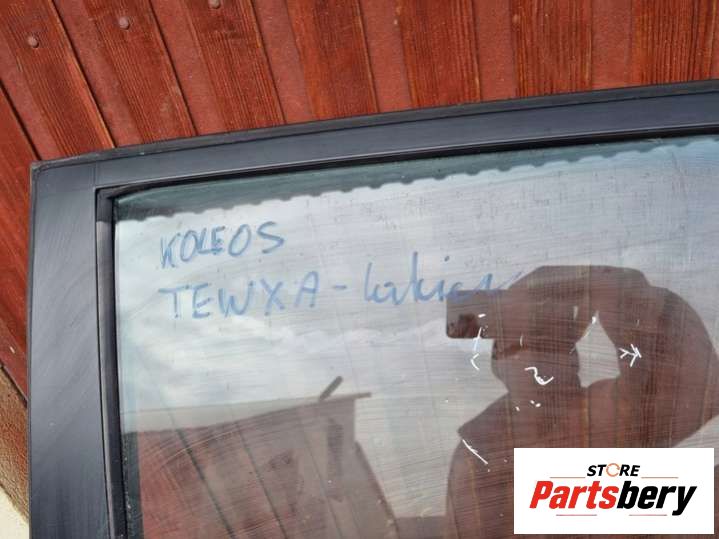 KOLEOS
TEWXA -
STORE
Partsbery